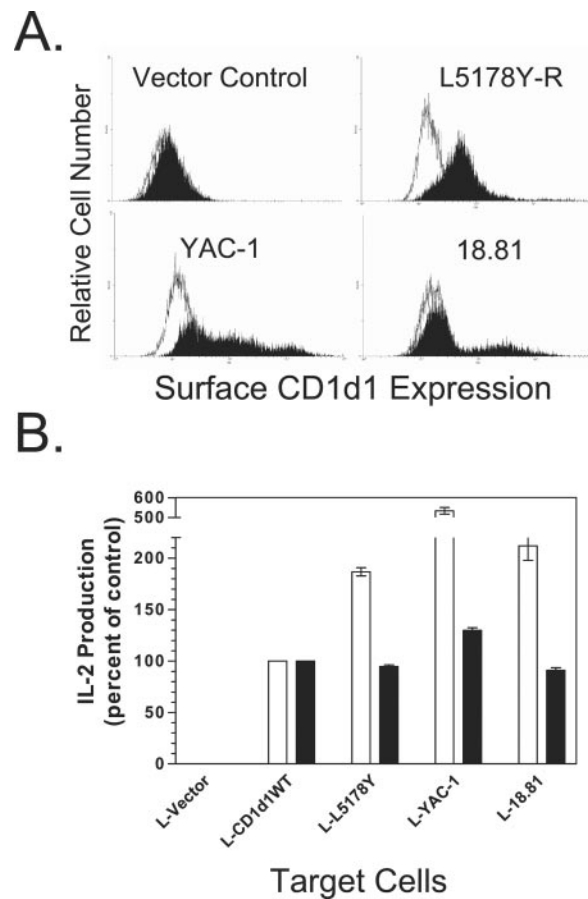 A.
Vector Control
L5178Y-R
YAC-1
18.81
Relative Cell Number
Surface CD1d1 Expression
B.
600
500
200
150
100
50
0
IL-2 Production
(percent of control)
L-Vector
L-CD1d1WT
L-L5178Y
L-YAC-1
L-18.81
Target Cells